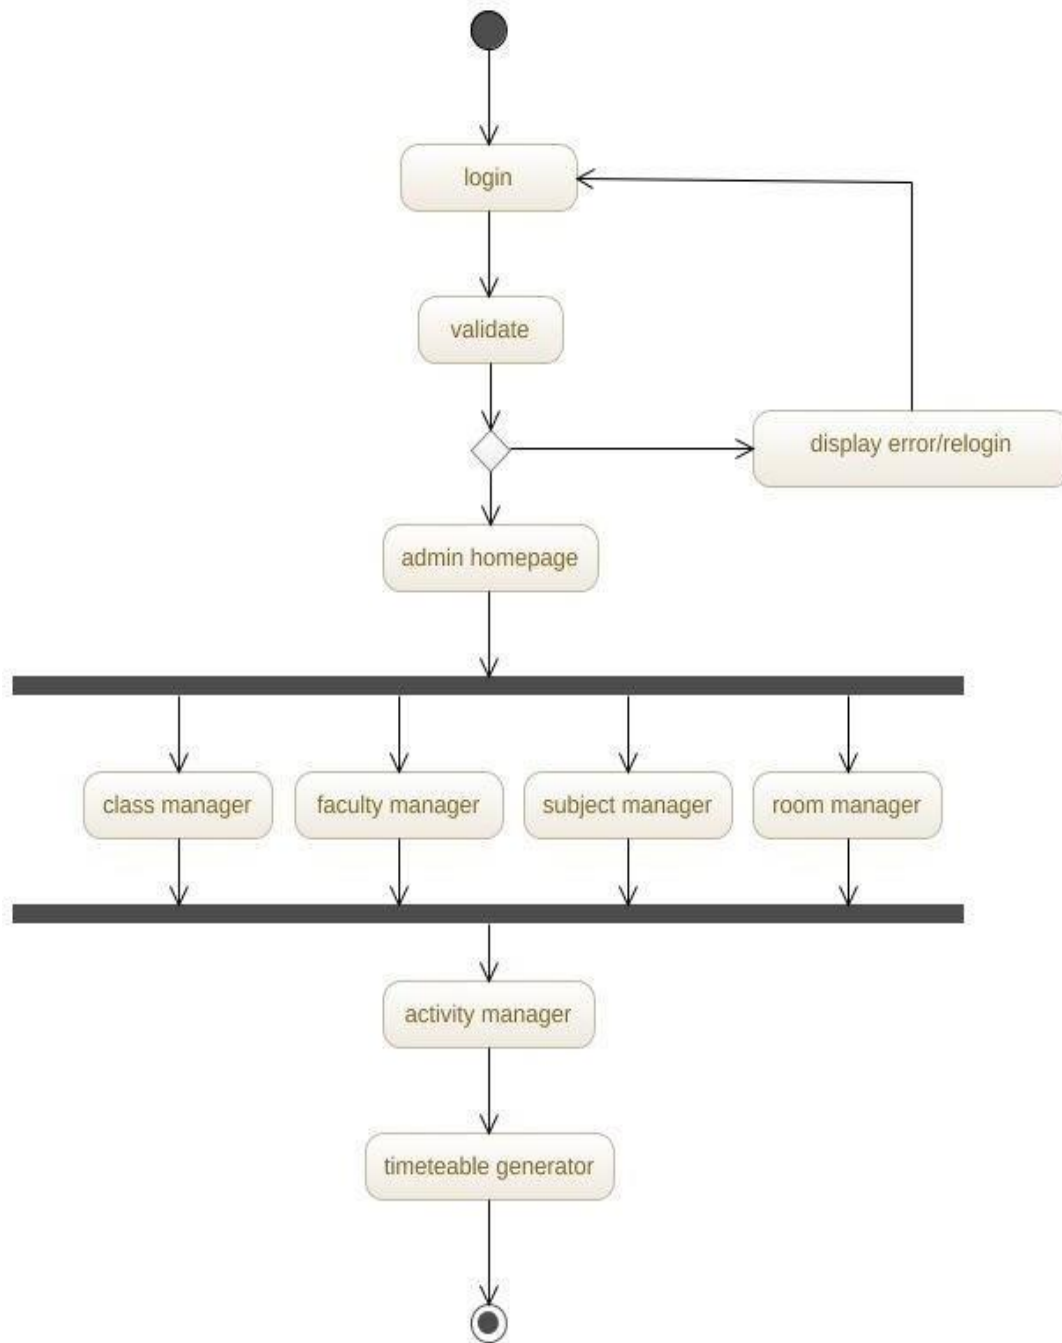 login
validate
display error/relogin
admin homepage
class manager
faculty manager
subject manager
room manager
activity manager
timeteable generator